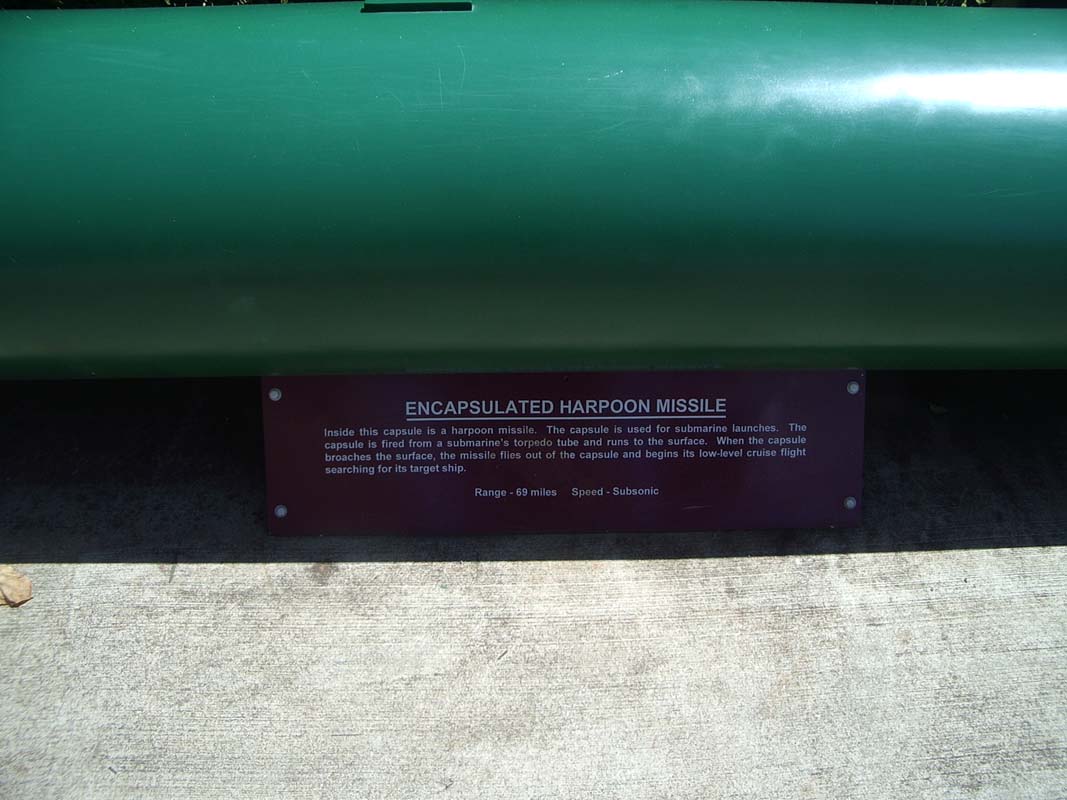 ENCAPSULATED HARPOON MISSILE
Inside this capsule is a harpoon missile. The capsule is used for submarine launches. The
capsule is fired from a submarine's torpedo tube and runs to the surface. When the capsule
broaches the surface, the missile flies out of the capsule and begins its low-level cruise flight
searching for its target ship.
Range - 69 miles Speed - Subsonic